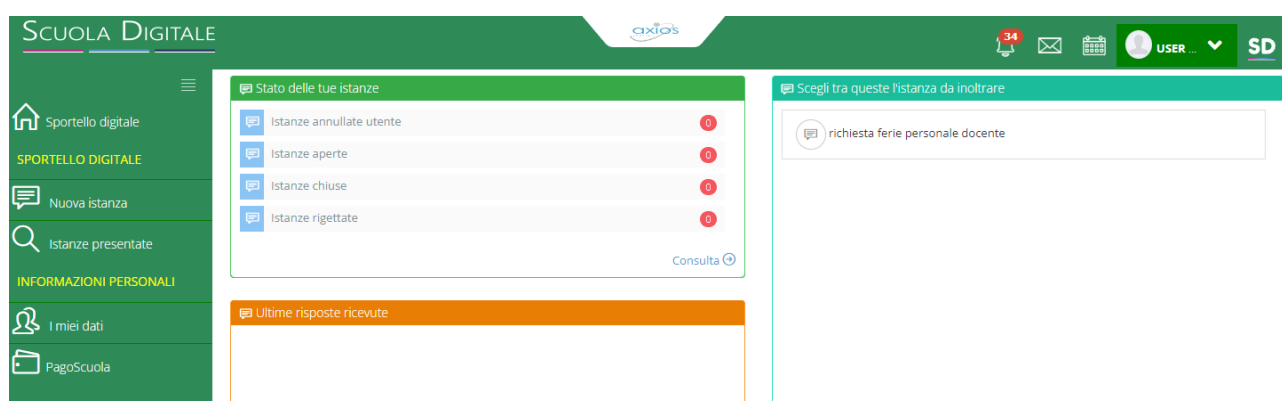 SCUOLA DIGITALE
axios
34
USER ...
SD
Sportello digitale
SPORTELLO DIGITALE
Nuova istanza
Istanze presentate
INFORMAZIONI PERSONALI
I miei dati
PagoScuola
Stato delle tue istanze
Istanze annullate utente 0
Istanze aperte 0
Istanze chiuse 0
Istanze rigettate 0
Consulta
Ultime risposte ricevute
Scegli tra queste l'istanza da inoltrare
richiesta ferie personale docente